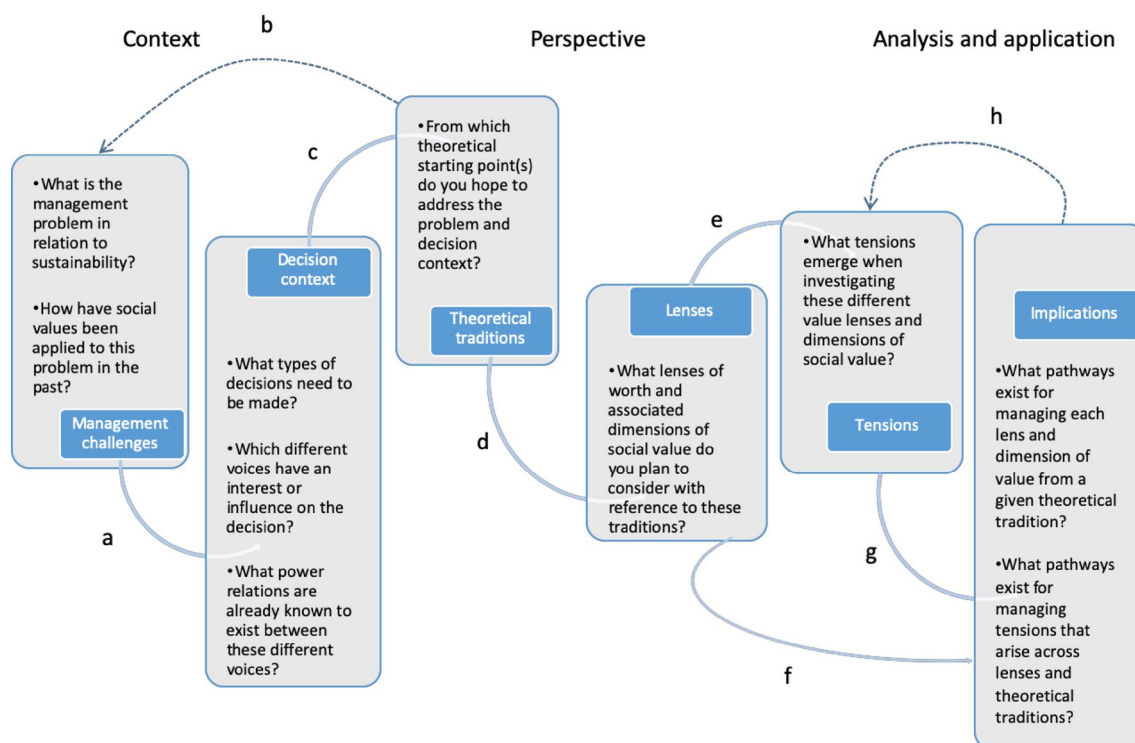 Context
b
Perspective
Analysis and application
h
c
e
•What is the
management
problem in
relation to
sustainability?
•How have social
values been
applied to this
problem in the
past?
Management
challenges
a
Decision
context
•What types of
decisions need to
be made?
•Which different
voices have an
interest or
influence on the
decision?
•What power
relations are
already known to
exist between
these different
voices?
•From which
theoretical
starting point(s)
do you hope to
address the
problem and
decision
context?
Theoretical
traditions
d
Lenses
•What lenses of
worth and
associated
dimensions of
social value do
you plan to
consider with
reference to these
traditions?
f
•What tensions
emerge when
investigating
these different
value lenses and
dimensions of
social value?
Tensions
g
Implications
•What pathways
exist for
managing each
lens and
dimension of
value from a
given theoretical
tradition?
•What pathways
exist for
managing
tensions that
arise across
lenses and
theoretical
traditions?